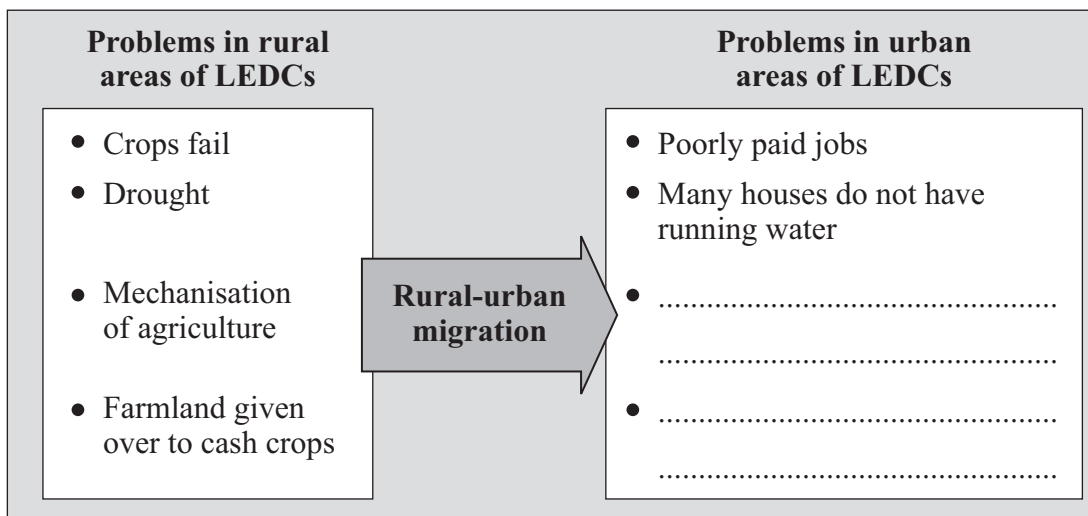 Problems in rural
areas of LEDCs
• Crops fail
• Drought
• Mechanisation
of agriculture
• Farmland given
over to cash crops
Rural-urban
migration
Problems in urban
areas of LEDCs
• Poorly paid jobs
• Many houses do not have
running water
• ..................................................
..................................................
• ..................................................
..................................................